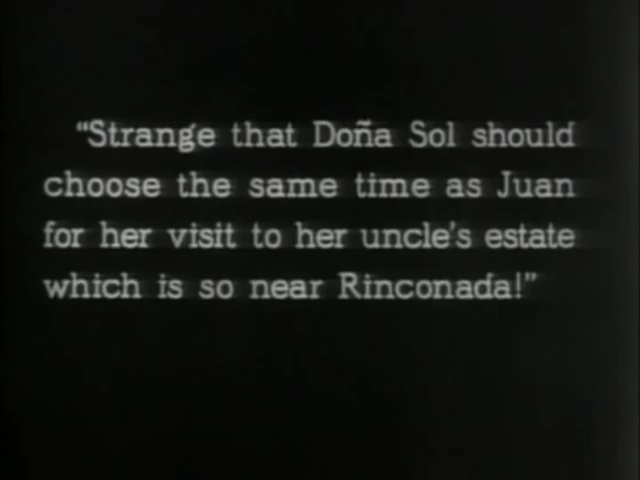 “Strange that Doña Sol should
choose the same time as Juan
for her visit to her uncle’s estate
which is so near Rinconada!”